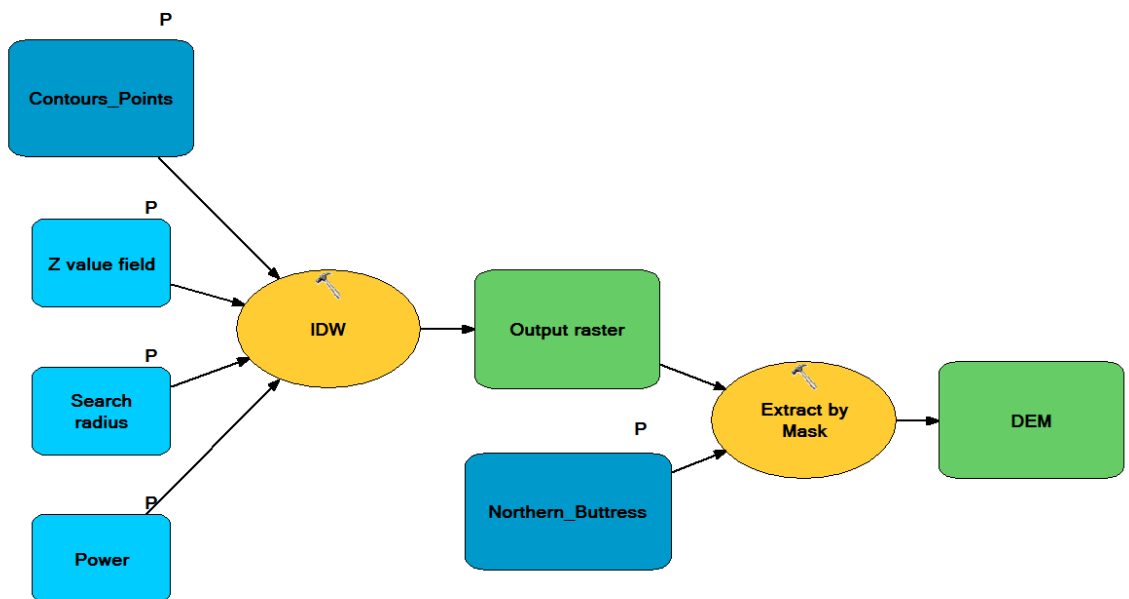 P
Contours_Points
P
Z value field
IDW
Output raster
P
Search
radius
Extract by
Mask
DEM
P
Northern_Buttress
P
Power